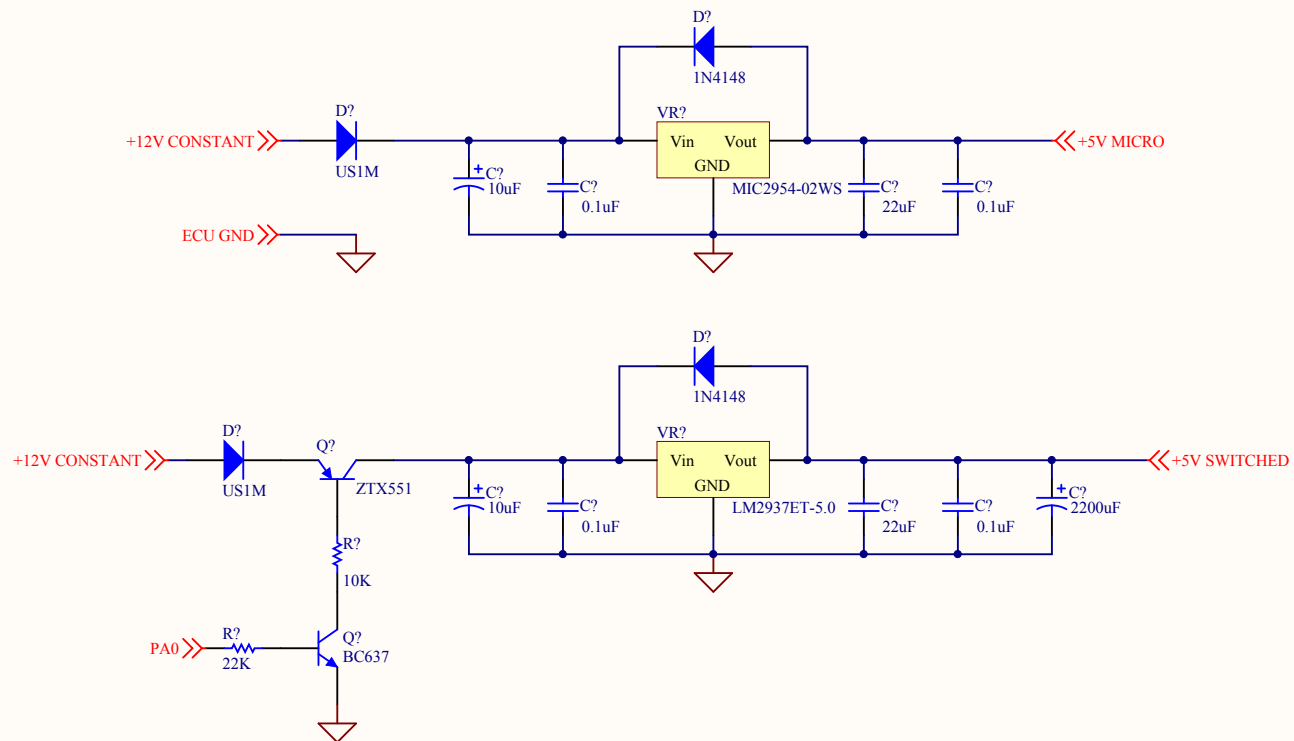 D?
1N4148
+12V CONSTANT
D?
US1M
VR?
Vin Vout
GND
MIC2954-02WS
+5V MICRO
+
C?
10uF
C?
0.1uF
C?
22uF
C?
0.1uF
ECU GND
D?
1N4148
+12V CONSTANT
D?
US1M
Q?
ZTX551
VR?
Vin Vout
GND
LM2937ET-5.0
+5V SWITCHED
+
C?
10uF
C?
0.1uF
C?
22uF
C?
0.1uF
+
C?
2200uF
R?
10K
PA0
R?
22K
Q?
BC637